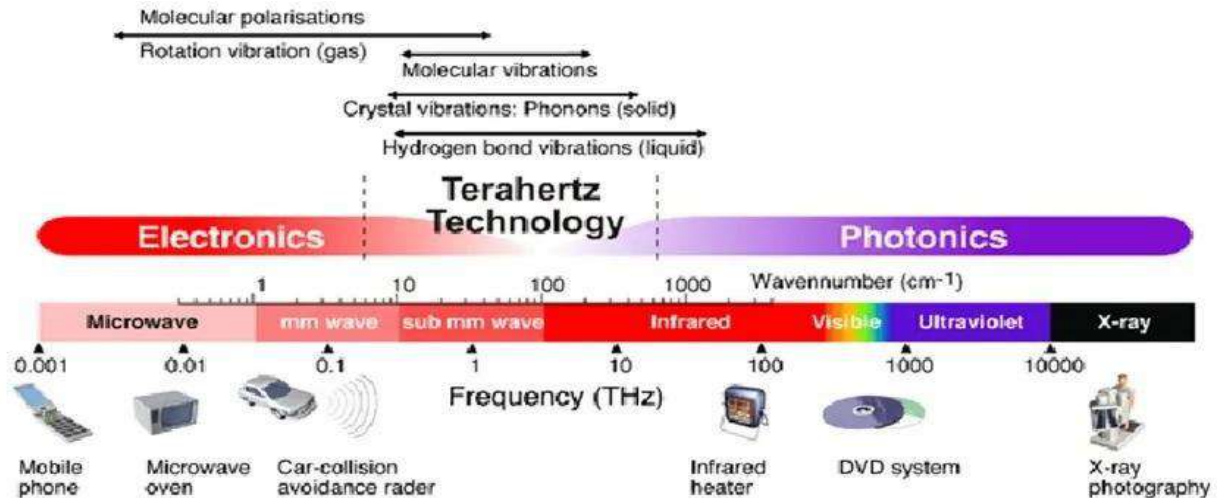 Molecular polarisations
Rotation vibration (gas)
Molecular vibrations
Crystal vibrations: Phonons (solid)
Hydrogen bond vibrations (liquid)
Terahertz
Technology
Electronics
Photonics
1 10 100 1000 Wavennumber (cm-1)
Microwave mm wave sub mm wave Infrared Visible Ultraviolet X-ray
0.001 0.01 0.1 1 10 100 1000 10000
Frequency (THz)
Mobile
phone
Microwave
oven
Car-collision
avoidance rader
Infrared
heater
DVD system
X-ray
photography